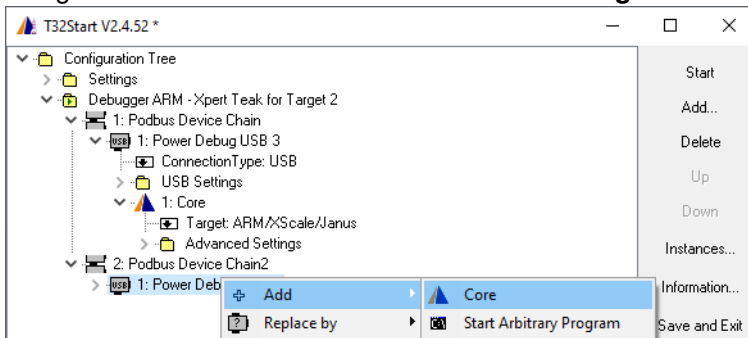 T32Start V2.4.52 *
Configuration Tree
Settings
Debugger ARM - Xpert Teak for Target 2
1: Podbus Device Chain
1: Power Debug USB 3
ConnectionType: USB
USB Settings
1: Core
Target: ARM/XScale/Janus
Advanced Settings
2: Podbus Device Chain2
1: Power Deb
Add
Core
Replace by
Start Arbitrary Program
Start
Add...
Delete
Up
Down
Instances...
Information...
Save and Exit